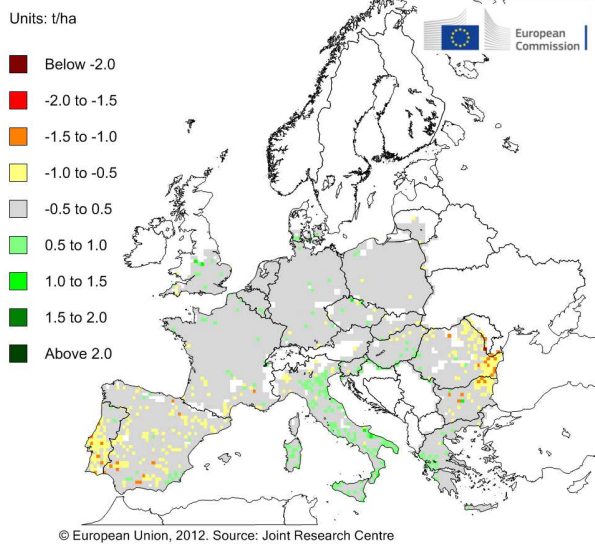 Units: t/ha
European
Commission
Below -2.0
-2.0 to -1.5
-1.5 to -1.0
-1.0 to -0.5
-0.5 to 0.5
0.5 to 1.0
1.0 to 1.5
1.5 to 2.0
Above 2.0
© European Union, 2012. Source: Joint Research Centre